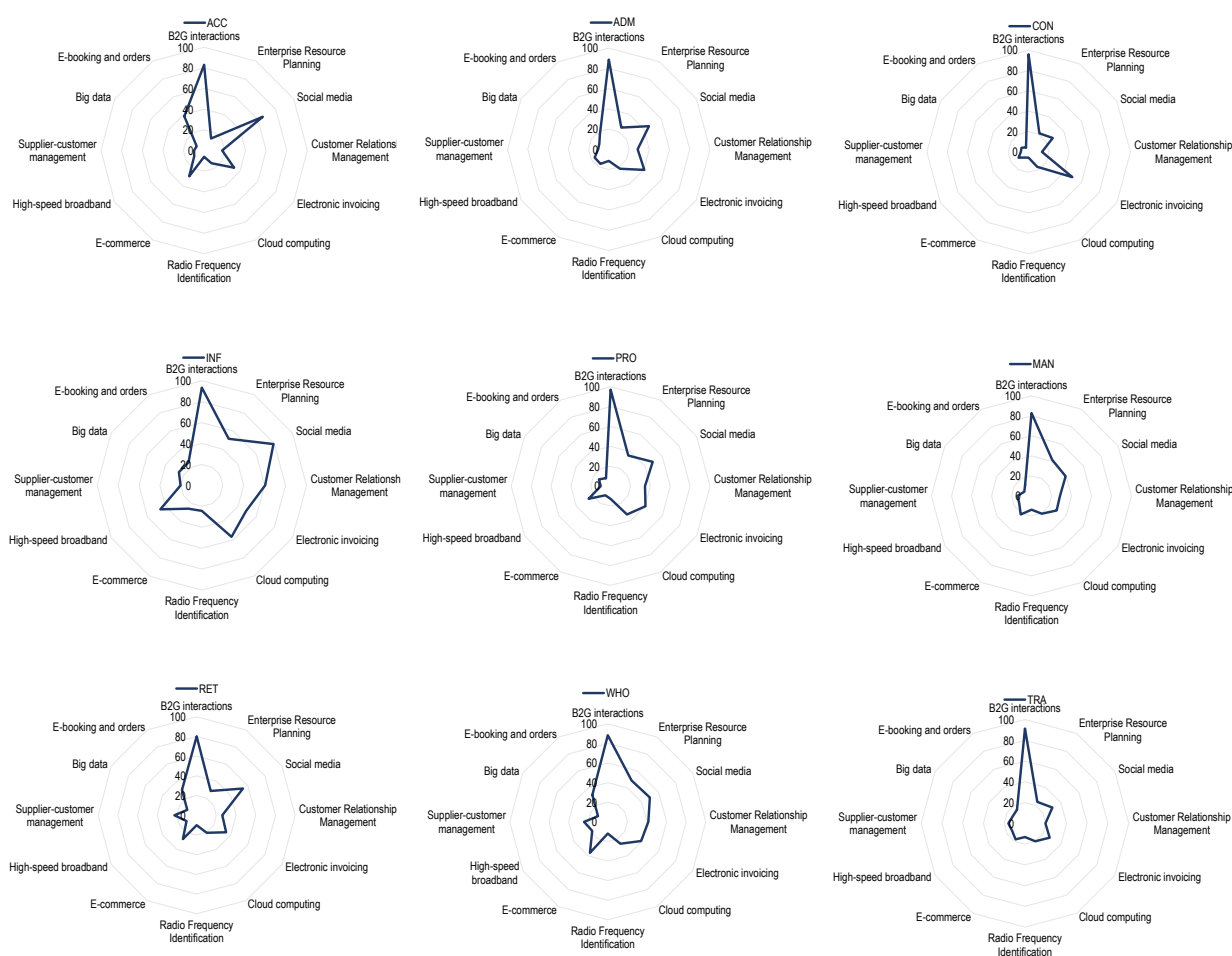 ACC
B2G interactions
Enterprise Resource
Planning
Social media
Customer Relations
Management
Electronic invoicing
Cloud computing
Radio Frequency
Identification
E-commerce
High-speed broadband
Supplier-customer
management
Big data
E-booking and orders
100
80
60
40
20
0
ADM
B2G interactions
Enterprise Resource
Planning
Social media
Customer Relationship
Management
Electronic invoicing
Cloud computing
Radio Frequency
Identification
E-commerce
High-speed broadband
Supplier-customer
management
Big data
E-booking and orders
100
80
60
40
20
0
CON
B2G interactions
Enterprise Resource
Planning
Social media
Customer Relationship
Management
Electronic invoicing
Cloud computing
Radio Frequency
Identification
E-commerce
High-speed broadband
Supplier-customer
management
Big data
E-booking and orders
100
80
60
40
20
0
INF
B2G interactions
Enterprise Resource
Planning
Social media
Customer Relationsh
Management
Electronic invoicing
Cloud computing
Radio Frequency
Identification
E-commerce
High-speed broadband
Supplier-customer
management
Big data
E-booking and orders
100
80
60
40
20
0
PRO
B2G interactions
Enterprise Resource
Planning
Social media
Customer Relationship
Management
Electronic invoicing
Cloud computing
Radio Frequency
Identification
E-commerce
High-speed broadband
Supplier-customer
management
Big data
E-booking and orders
100
80
60
40
20
0
MAN
B2G interactions
Enterprise Resource
Planning
Social media
Customer Relationship
Management
Electronic invoicing
Cloud computing
Radio Frequency
Identification
E-commerce
High-speed broadband
Supplier-customer
management
Big data
E-booking and orders
100
80
60
40
20
0
RET
B2G interactions
Enterprise Resource
Planning
Social media
Customer Relationship
Management
Electronic invoicing
Cloud computing
Radio Frequency
Identification
E-commerce
High-speed broadband
Supplier-customer
management
Big data
E-booking and orders
100
80
60
40
20
0
WHO
B2G interactions
Enterprise Resource
Planning
Social media
Customer Relationship
Management
Electronic invoicing
Cloud computing
Radio Frequency
Identification
E-commerce
High-speed
broadband
Supplier-customer
management
Big data
E-booking and orders
100
80
60
40
20
0
TRA
B2G interactions
Enterprise Resource
Planning
Social media
Customer Relationship
Management
Electronic invoicing
Cloud computing
Radio Frequency
Identification
E-commerce
High-speed broadband
Supplier-customer
management
Big data
E-booking and orders
100
80
60
40
20
0